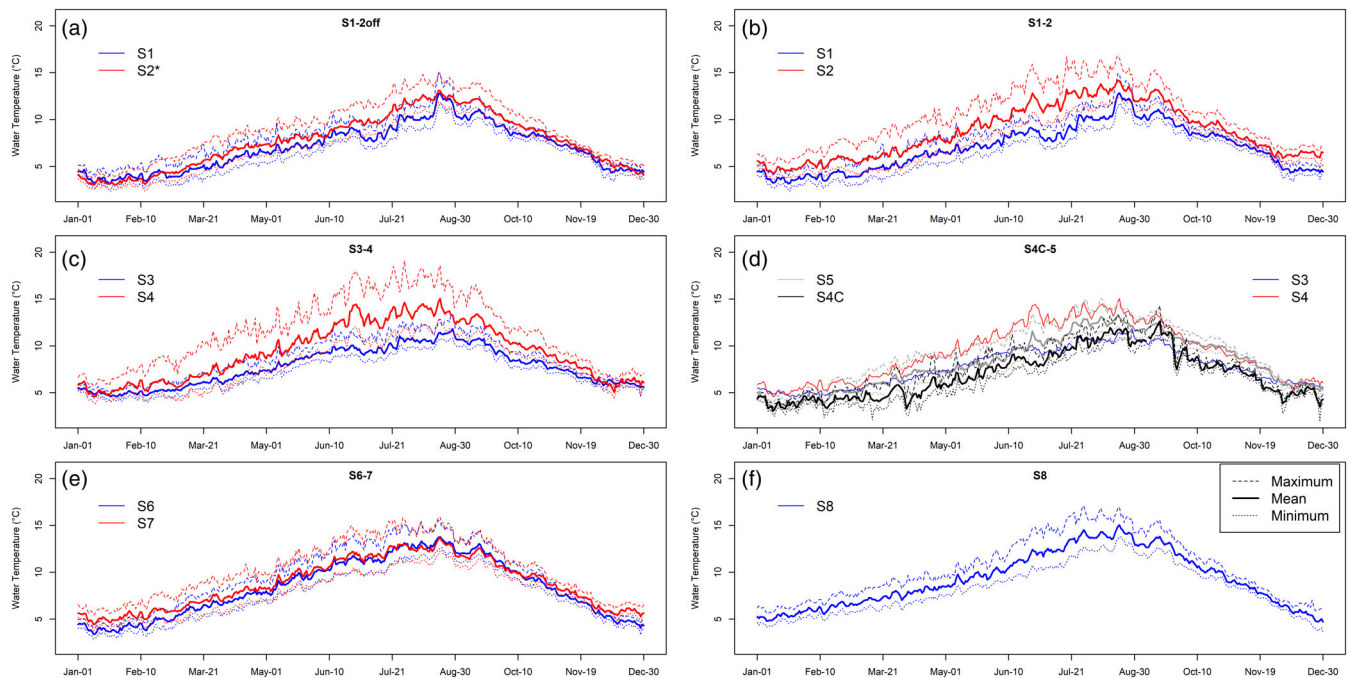 (a)
S1-2off
Water Temperature (°C)
20
15
10
5
S1
S2*
Jan-01 Feb-10 Mar-21 May-01 Jun-10 Jul-21 Aug-30 Oct-10 Nov-19 Dec-30
(b)
S1-2
Water Temperature (°C)
20
15
10
5
S1
S2
Jan-01 Feb-10 Mar-21 May-01 Jun-10 Jul-21 Aug-30 Oct-10 Nov-19 Dec-30
(c)
S3-4
Water Temperature (°C)
20
15
10
5
S3
S4
Jan-01 Feb-10 Mar-21 May-01 Jun-10 Jul-21 Aug-30 Oct-10 Nov-19 Dec-30
(d)
S4C-5
Water Temperature (°C)
20
15
10
5
S5
S4C
S3
S4
Jan-01 Feb-10 Mar-21 May-01 Jun-10 Jul-21 Aug-30 Oct-10 Nov-19 Dec-30
(e)
S6-7
Water Temperature (°C)
20
15
10
5
S6
S7
Jan-01 Feb-10 Mar-21 May-01 Jun-10 Jul-21 Aug-30 Oct-10 Nov-19 Dec-30
(f)
S8
Water Temperature (°C)
20
15
10
5
S8
Maximum
Mean
Minimum
Jan-01 Feb-10 Mar-21 May-01 Jun-10 Jul-21 Aug-30 Oct-10 Nov-19 Dec-30